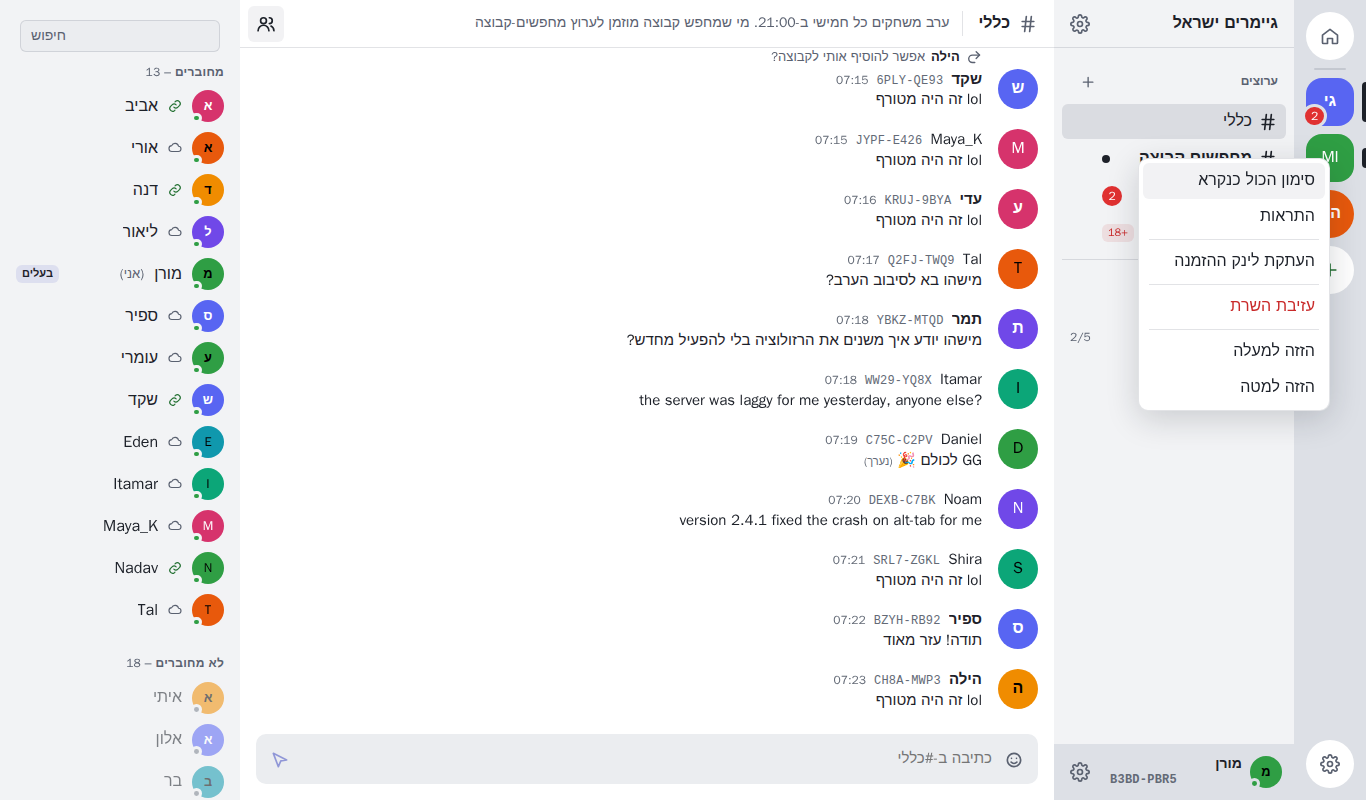 גי
2
MI
ה
גיימרים ישראל
ערוצים
כללי
מחפשים קבוצה
2
18+
2/5
סימון הכול כנקרא
התראות
העתקת לינק ההזמנה
עזיבת השרת
הזזה למעלה
הזזה למטה
מ
מורן
B3BD-PBR5
כללי
ערב משחקים כל חמישי ב-21:00. מי שמחפש קבוצה מוזמן לערוץ מחפשים-קבוצה
הילה אפשר להוסיף אותי לקבוצה?
ש
שקד 6PLY-QE93 07:15
lol זה היה מטורף
M
Maya_K JYPF-E426 07:15
lol זה היה מטורף
ע
עדי KRUJ-9BYA 07:16
lol זה היה מטורף
T
Tal Q2FJ-TWQ9 07:17
מישהו בא לסיבוב הערב?
ת
תמר YBKZ-MTQD 07:18
מישהו יודע איך משנים את הרזולוציה בלי להפעיל מחדש?
I
Itamar WW29-YQ8X 07:18
the server was laggy for me yesterday, anyone else?
D
Daniel C75C-C2PV 07:19
GG לכולם 🎉 (נערך)
N
Noam DEXB-C7BK 07:20
version 2.4.1 fixed the crash on alt-tab for me
S
Shira SRL7-ZGKL 07:21
lol זה היה מטורף
ס
ספיר BZYH-RB92 07:22
תודה! עזר מאוד
ה
הילה CH8A-MWP3 07:23
lol זה היה מטורף
כתיבה ב-#כללי
חיפוש
מחוברים – 13
א אביב
א אורי
ד דנה
ל ליאור
מ מורן (אני) בעלים
ס ספיר
ע עומרי
ש שקד
E Eden
I Itamar
M Maya_K
N Nadav
T Tal
לא מחוברים – 18
א איתי
א אלון
ב בר